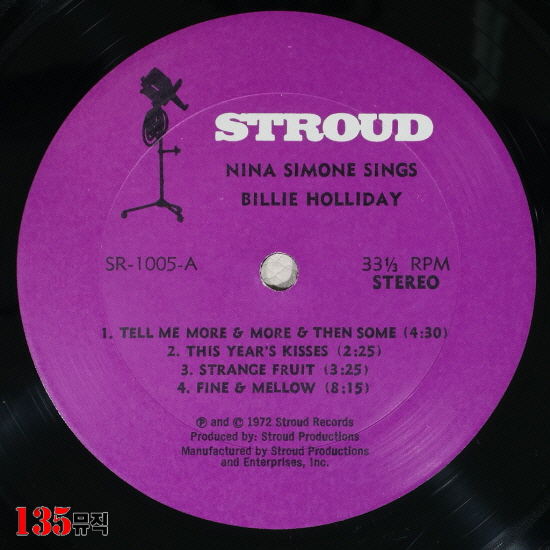 STROUD
NINA SIMONE SINGS
BILLIE HOLLIDAY
SR-1005-A
33⅓ RPM
STEREO
1. TELL ME MORE & MORE & THEN SOME (4:30)
2. THIS YEAR'S KISSES (2:25)
3. STRANGE FRUIT (3:25)
4. FINE & MELLOW (8:15)
℗ and © 1972 Stroud Records
Produced by: Stroud Productions
Manufactured by Stroud Productions
and Enterprises, Inc.
135뮤직